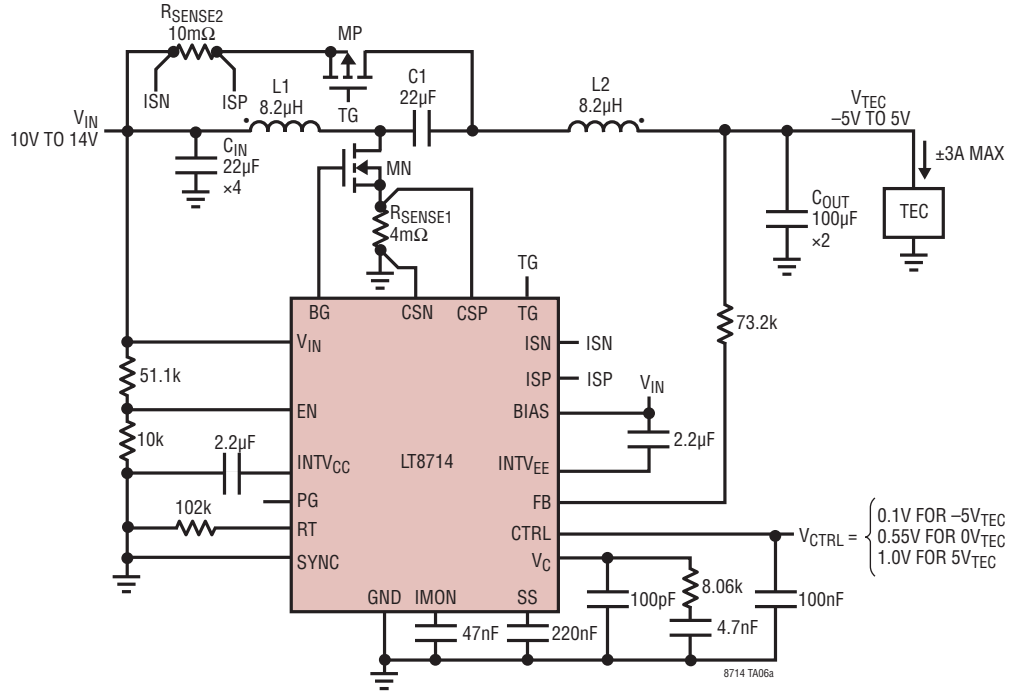 RSENSE2
10mΩ
MP
ISN
ISP
TG
L1
8.2µH
C1
22µF
L2
8.2µH
VIN
10V TO 14V
CIN
22µF
×4
MN
RSENSE1
4mΩ
VTEC
–5V TO 5V
±3A MAX
TEC
COUT
100µF
×2
73.2k
TG
BG
CSN
CSP
TG
VIN
ISN
ISN
ISP
ISP
51.1k
EN
BIAS
VIN
10k
2.2µF
INTVCC
LT8714
INTVEE
2.2µF
PG
FB
102k
RT
CTRL
VCTRL =
0.1V FOR –5VTEC
0.55V FOR 0VTEC
1.0V FOR 5VTEC
SYNC
VC
GND
IMON
SS
47nF
220nF
100pF
8.06k
4.7nF
100nF
8714 TA06a